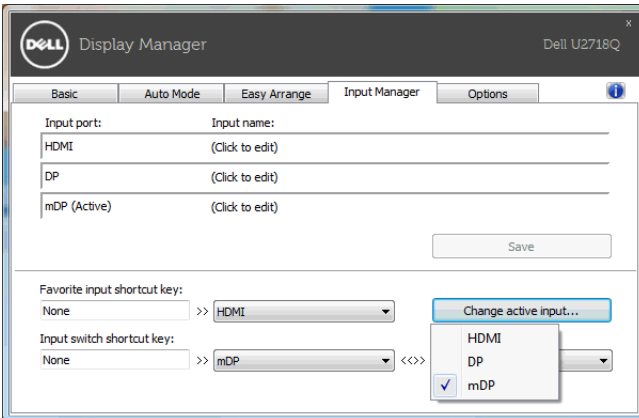 x
DELL Display Manager Dell U2718Q
Basic Auto Mode Easy Arrange Input Manager Options i
Input port: Input name:
HDMI (Click to edit)
DP (Click to edit)
mDP (Active) (Click to edit)
Save
Favorite input shortcut key:
None >> HDMI Change active input...
Input switch shortcut key:
None >> mDP <<>>
HDMI
DP
mDP